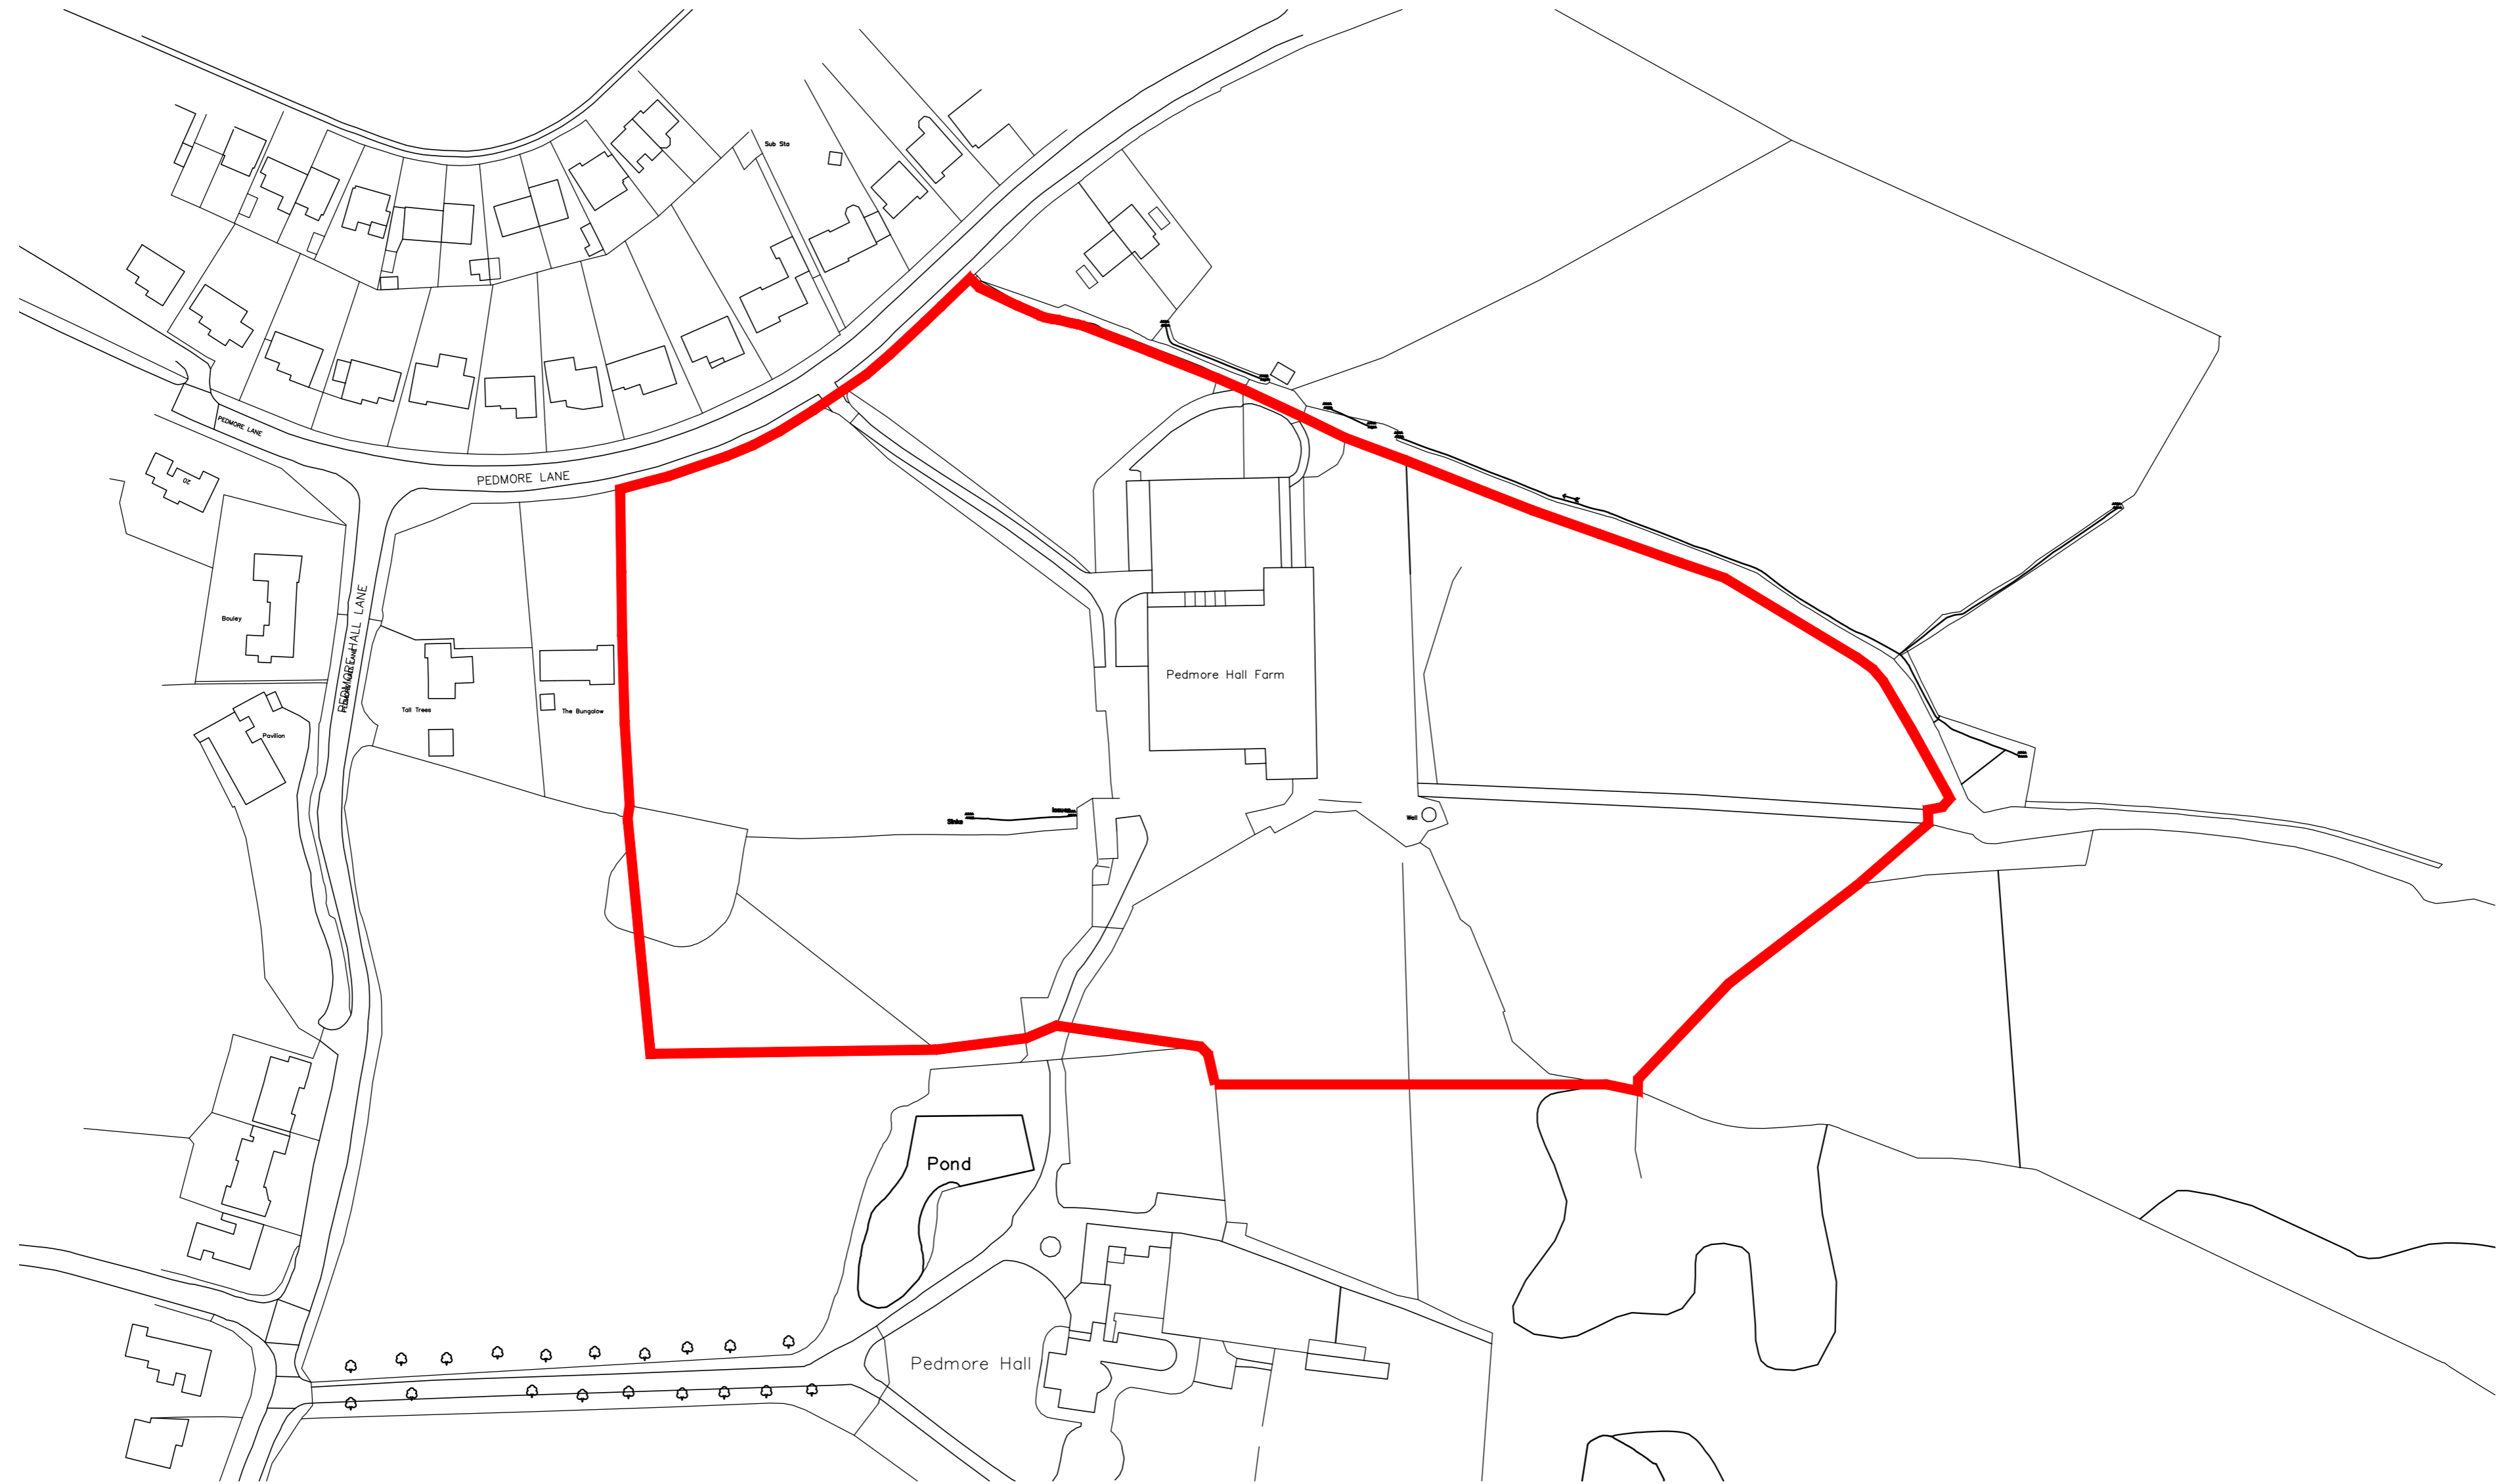 Sub Sta
PEDMORE LANE
PEDMORE LANE
20
Bouley
PEDMORE HALL LANE
Pedmore Hall Farm
Tall Trees
The Bungalow
Pavilion
Issues
Sinks
Well
Pond
Pedmore Hall